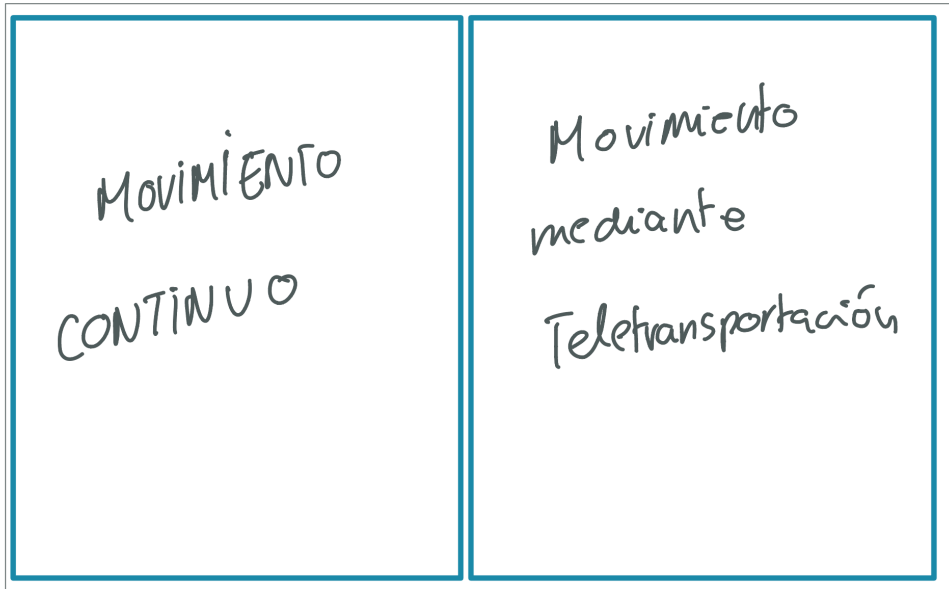 MOVIMIENTO
CONTINUO
Movimiento
mediante
Teletransportación